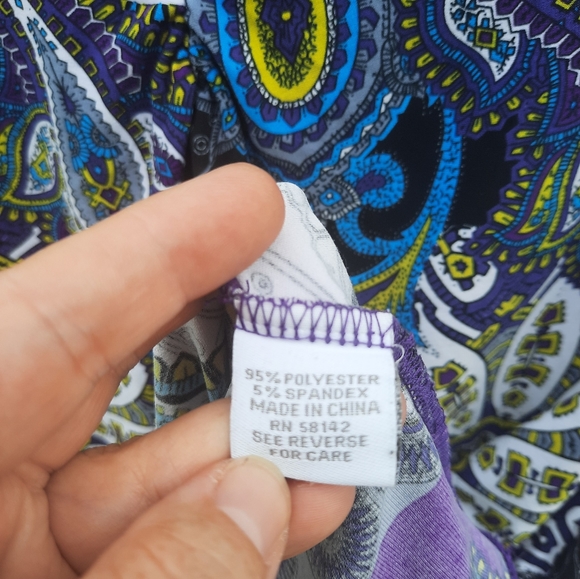 95% POLYESTER
5% SPANDEX
MADE IN CHINA
RN 58142
SEE REVERSE
FOR CARE